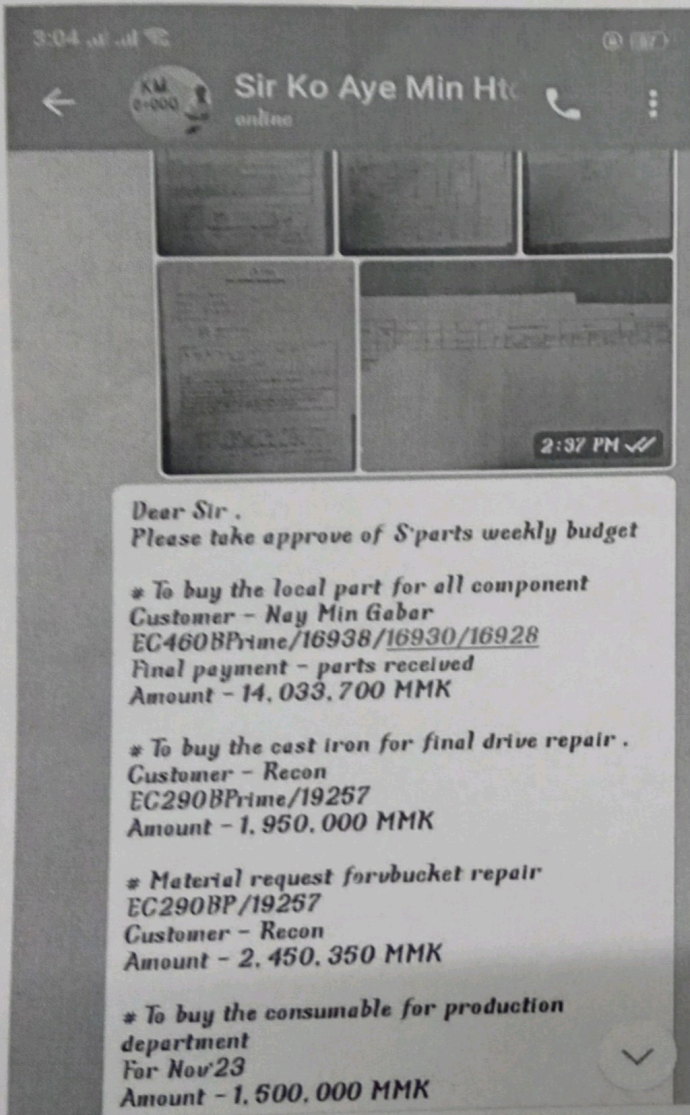 3:04
KM
0+000
Sir Ko Aye Min Hto
online
2:37 PM
Dear Sir .
Please take approve of S'parts weekly budget
* To buy the local part for all component
Customer - Nay Min Gabar
EC460BPrime/16938/16930/16928
Final payment - parts received
Amount - 14,033,700 MMK
* To buy the cast iron for final drive repair .
Customer - Recon
EC290BPrime/19257
Amount - 1,950,000 MMK
* Material request forvbucket repair
EC290BP/19257
Customer - Recon
Amount - 2,450,350 MMK
* To buy the consumable for production
department
For Nov'23
Amount - 1,500,000 MMK